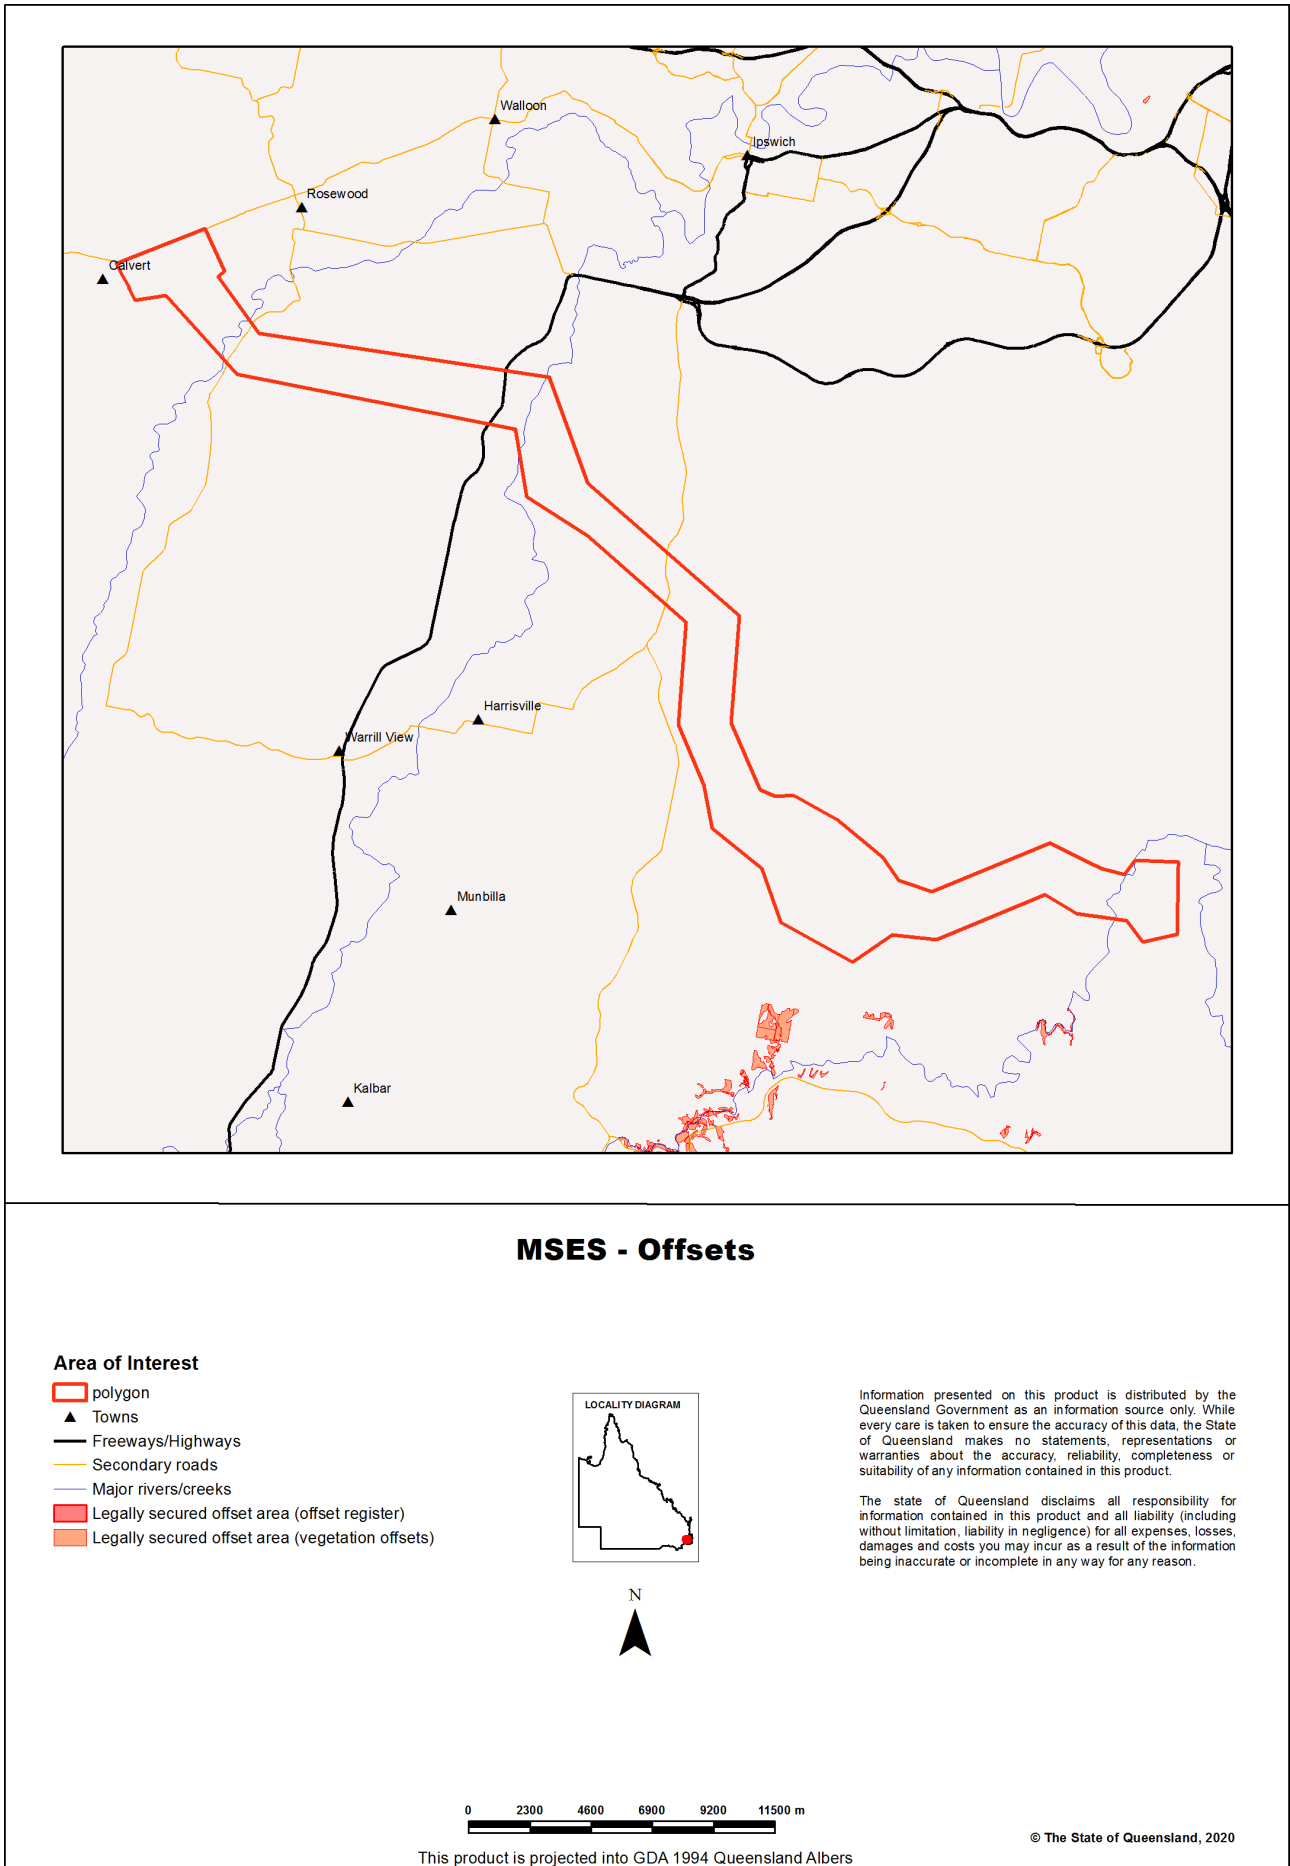 Walloon
Ipswich
Rosewood
Calvert
Harrisville
Warrill View
Munbilla
Kalbar
MSES - Offsets
Area of Interest
polygon
Towns
Freeways/Highways
Secondary roads
Major rivers/creeks
Legally secured offset area (offset register)
Legally secured offset area (vegetation offsets)
LOCALITY DIAGRAM
N
Information presented on this product is distributed by the
Queensland Government as an information source only. While
every care is taken to ensure the accuracy of this data, the State
of Queensland makes no statements, representations or
warranties about the accuracy, reliability, completeness or
suitability of any information contained in this product.
The state of Queensland disclaims all responsibility for
information contained in this product and all liability (including
without limitation, liability in negligence) for all expenses, losses,
damages and costs you may incur as a result of the information
being inaccurate or incomplete in any way for any reason.
0 2300 4600 6900 9200 11500 m
© The State of Queensland, 2020
This product is projected into GDA 1994 Queensland Albers